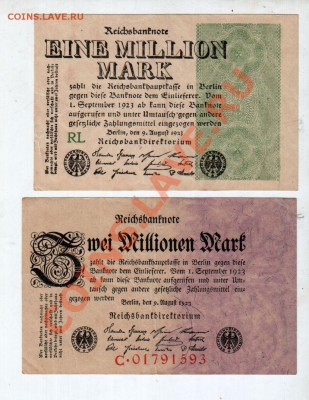 COINS.LAVE.RU
Reichsbanknote
EINE MILLION
MARK
zahlt die Reichsbankhauptkasse in Berlin
gegen diese Banknote dem Einlieferer. Vom
1. September 1923 ab kann diese Banknote
aufgerufen und unter Umtausch gegen andere
gesetzliche Zahlungsmittel eingezogen werden
RL
Berlin, den 9. August 1923
Reichsbankdirektorium
Reichsbanknote
Zwei Millionen Mark
zahlt die Reichsbankhauptkasse in Berlin gegen diese
Banknote dem Einlieferer. Vom 1. September 1923
ab kann diese Banknote aufgerufen und unter Um-
tausch gegen andere gesetzliche Zahlungsmittel ein-
gezogen werden
Berlin, den 9. August 1923
Reichsbankdirektorium
C·01791593